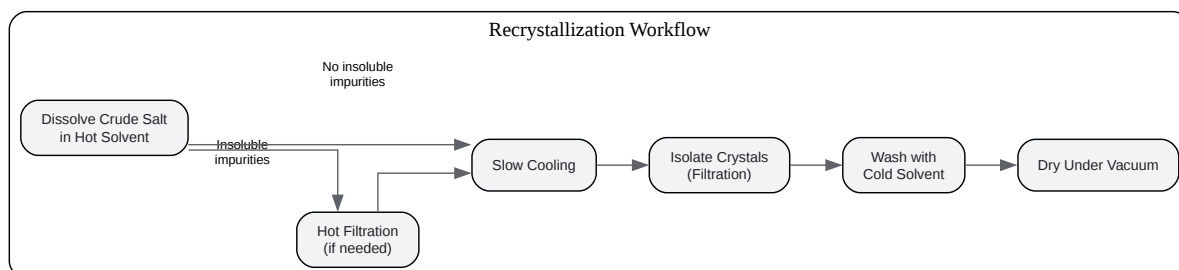 Recrystallization Workflow
No insoluble
impurities
Dissolve Crude Salt
in Hot Solvent
Insoluble
impurities
Slow Cooling
Isolate Crystals
(Filtration)
Wash with
Cold Solvent
Dry Under Vacuum
Hot Filtration
(if needed)